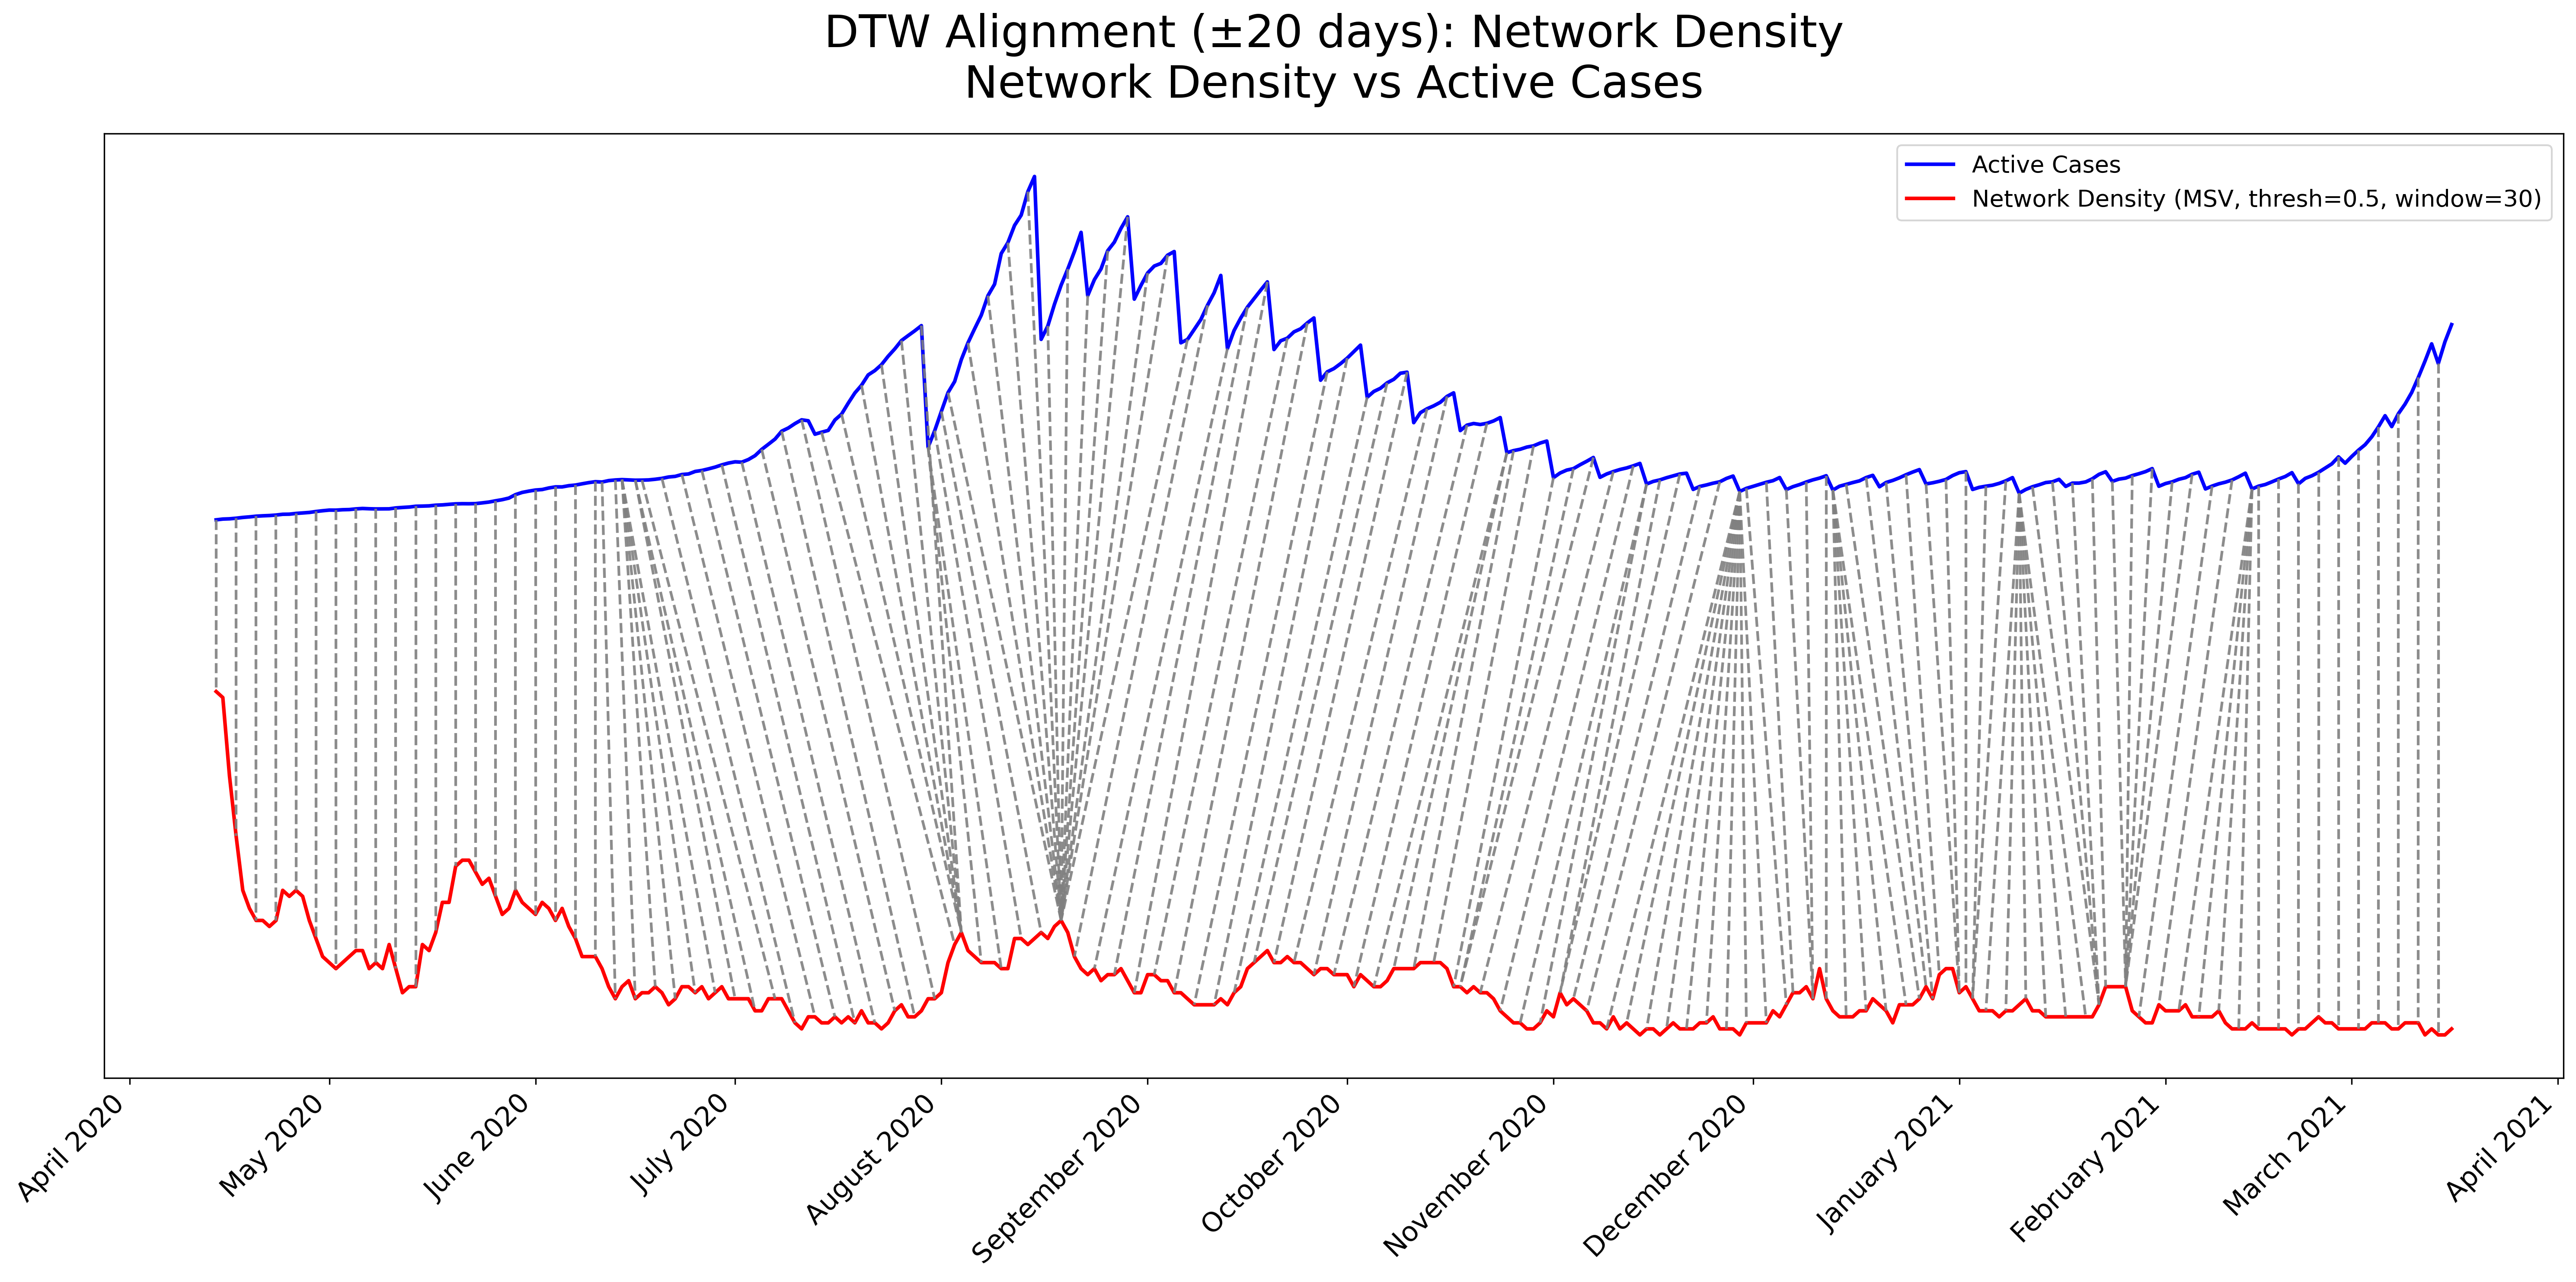 DTW Alignment (±20 days): Network Density
Network Density vs Active Cases
Active Cases
Network Density (MSV, thresh=0.5, window=30)
April 2020
May 2020
June 2020
July 2020
August 2020
September 2020
October 2020
November 2020
December 2020
January 2021
February 2021
March 2021
April 2021